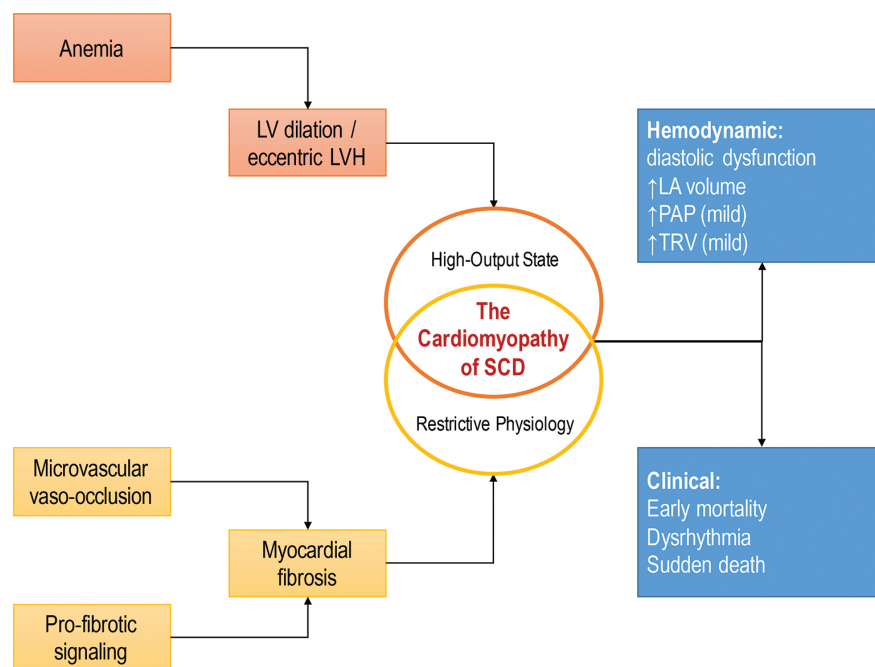 Anemia
LV dilation /
eccentric LVH
High-Output State
The
Cardiomyopathy
of SCD
Restrictive Physiology
Microvascular
vaso-occlusion
Myocardial
fibrosis
Pro-fibrotic
signaling
Hemodynamic:
diastolic dysfunction
↑LA volume
↑PAP (mild)
↑TRV (mild)
Clinical:
Early mortality
Dysrhythmia
Sudden death